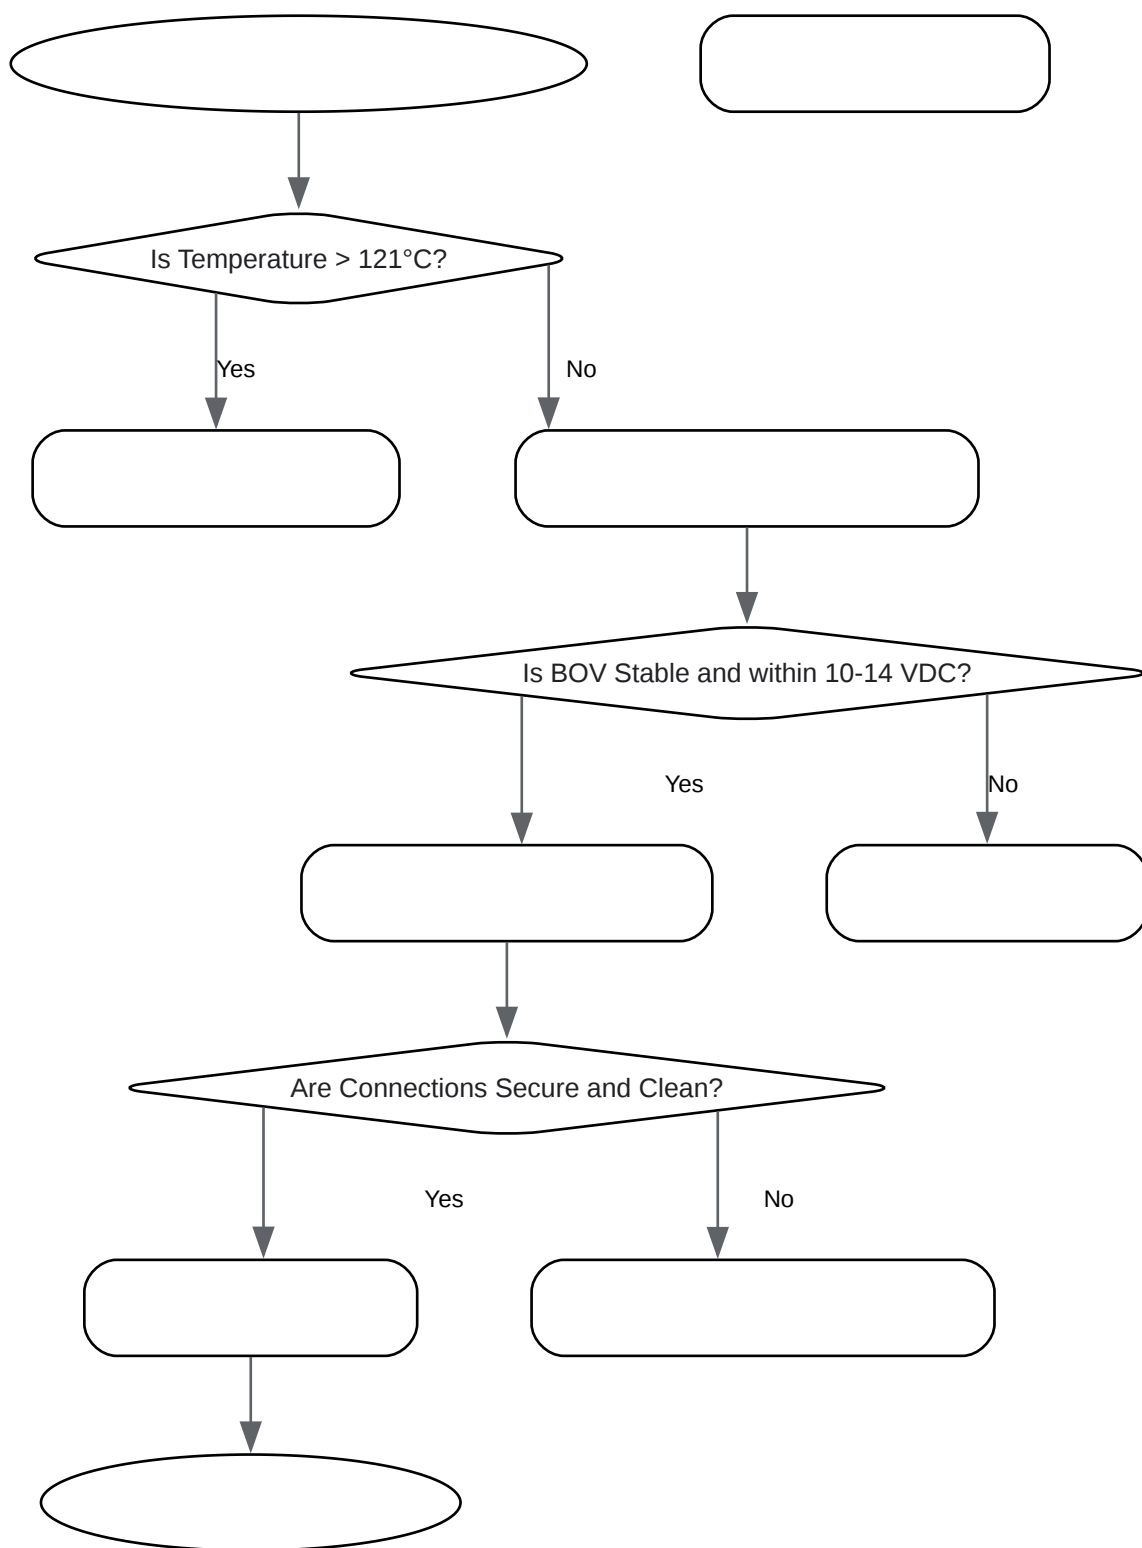 Is Temperature > 121°C?
Yes
No
Is BOV Stable and within 10-14 VDC?
Yes
No
Are Connections Secure and Clean?
Yes
No